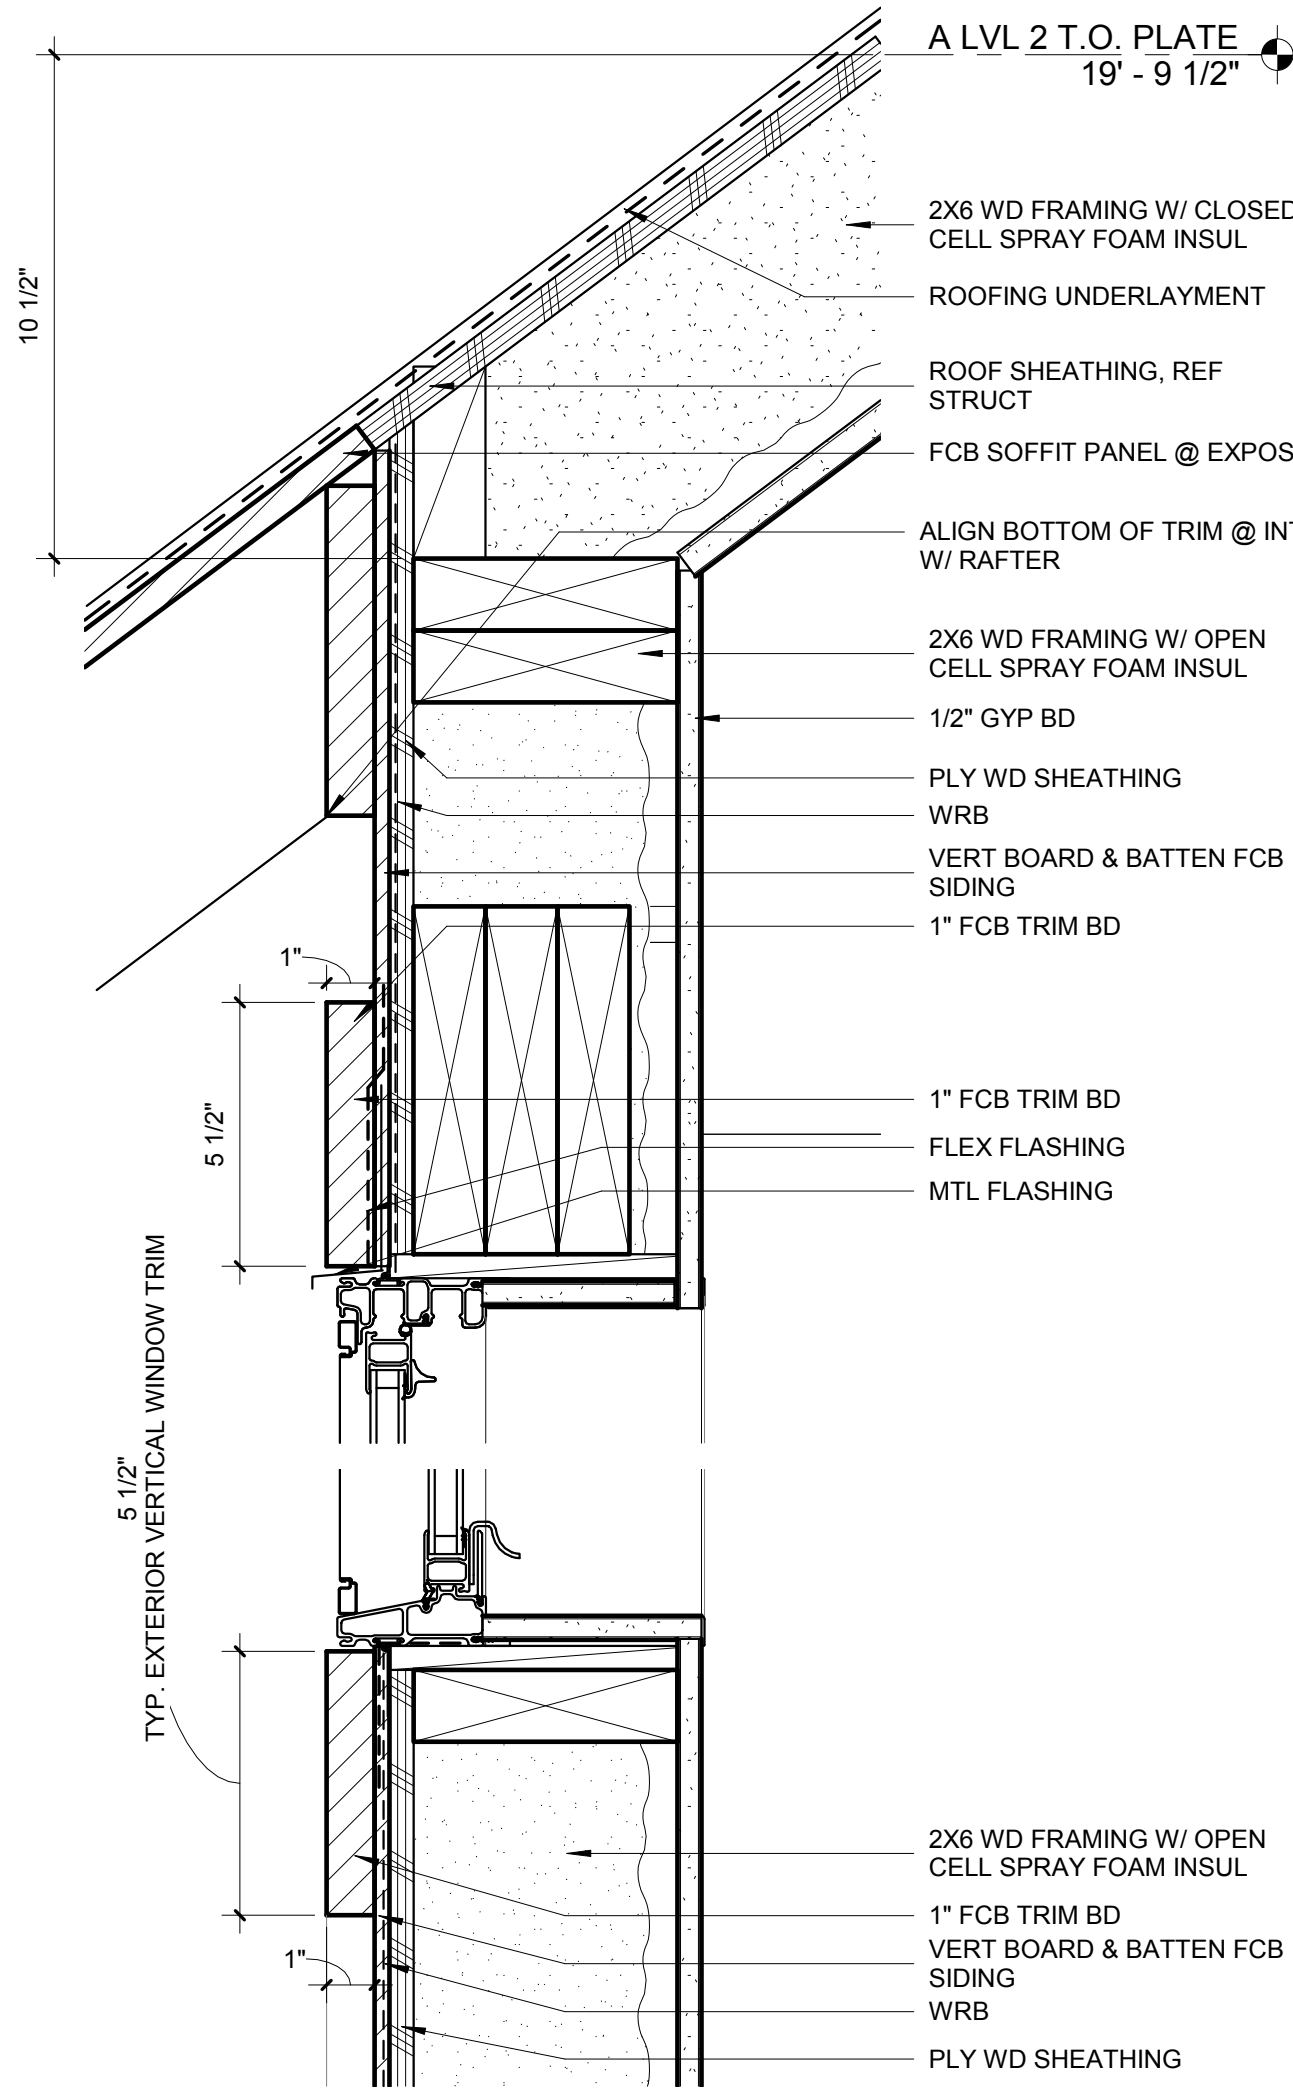 A LVL 2 T.O. PLATE
19' - 9 1/2"
10 1/2"
2X6 WD FRAMING W/ CLOSED
CELL SPRAY FOAM INSUL
ROOFING UNDERLAYMENT
ROOF SHEATHING, REF
STRUCT
FCB SOFFIT PANEL @
ALIGN BOTTOM OF TRIM @
W/ RAFTER
2X6 WD FRAMING W/ OPEN
CELL SPRAY FOAM INSUL
1/2" GYP BD
PLY WD SHEATHING
WRB
VERT BOARD & BATTEN FCB
SIDING
1" FCB TRIM BD
1"
5 1/2"
1" FCB TRIM BD
FLEX FLASHING
MTL FLASHING
5 1/2"
TYP. EXTERIOR VERTICAL WINDOW TRIM
2X6 WD FRAMING W/ OPEN
CELL SPRAY FOAM INSUL
1" FCB TRIM BD
VERT BOARD & BATTEN FCB
SIDING
1"
WRB
PLY WD SHEATHING